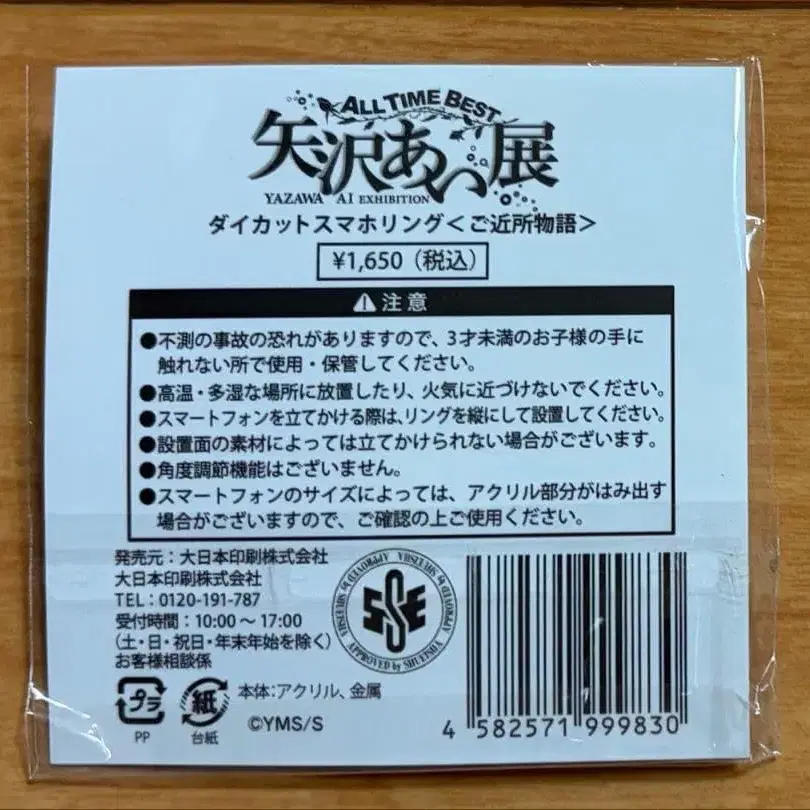 ALL TIME BEST
矢沢あい展
YAZAWA AI EXHIBITION
ダイカットスマホリング＜ご近所物語＞
¥1,650（税込）
⚠注意
●不測の事故の恐れがありますので、3才未満のお子様の手に
触れない所で使用・保管してください。
●高温・多湿な場所に放置したり、火気に近づけないでください。
●スマートフォンを立てかける際は、リングを縦にして設置してください。
●設置面の素材によっては立てかけられない場合がございます。
●角度調節機能はございません。
●スマートフォンのサイズによっては、アクリル部分がはみ出す
場合がございますので、ご確認の上ご使用ください。
発売元：大日本印刷株式会社
大日本印刷株式会社
TEL：0120-191-787
受付時間：10:00～17:00
（土・日・祝日・年末年始を除く）
お客様相談係
APPROVED by SHUEISHA APPROVED by SHUEISHA APPROVED by SHUEISHA
プラ
PP
紙
台紙
本体：アクリル、金属
©YMS/S
4 582571 999830